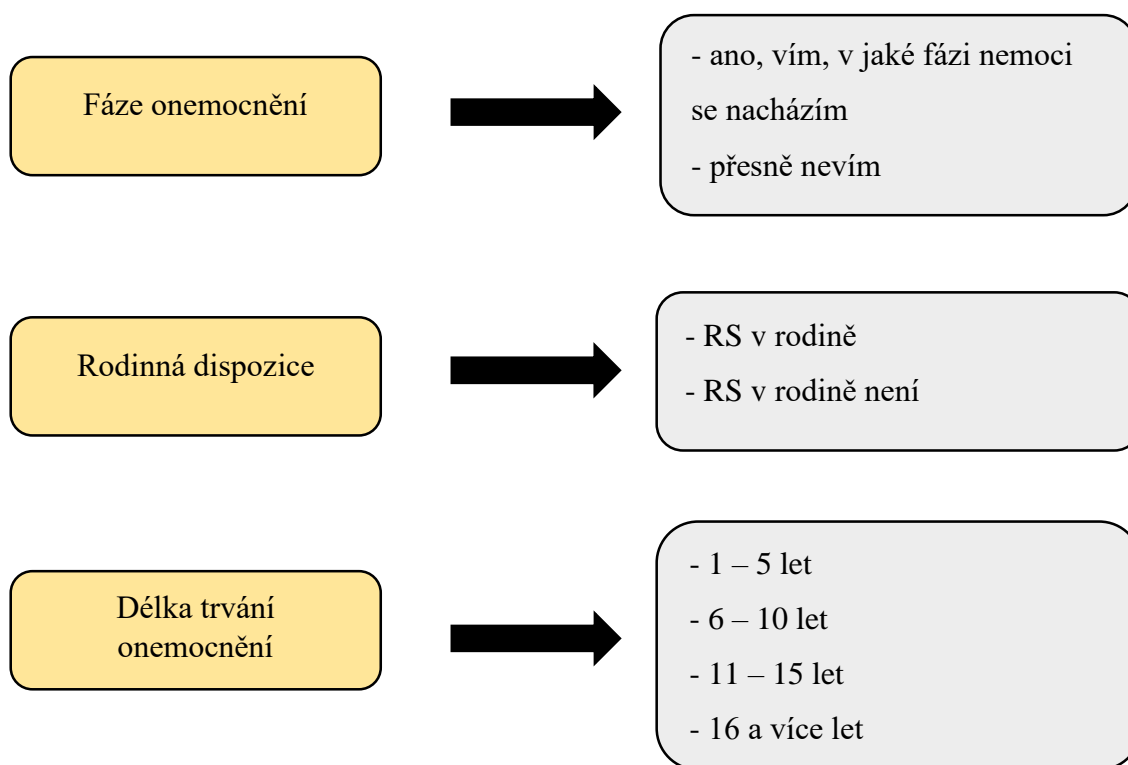 Fáze onemocnění
- ano, vím, v jaké fázi nemoci
se nacházím
- přesně nevím
Rodinná dispozice
- RS v rodině
- RS v rodině není
Délka trvání
onemocnění
- 1 – 5 let
- 6 – 10 let
- 11 – 15 let
- 16 a více let